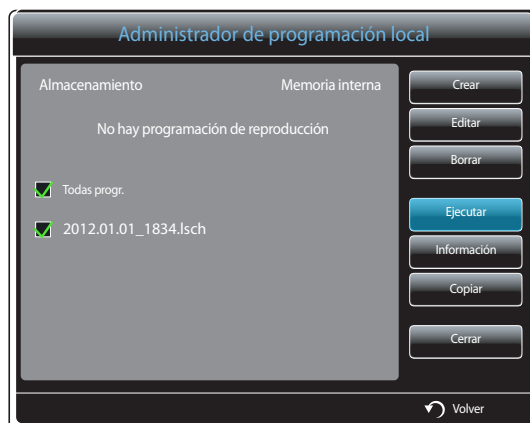 Administrador de programación local
Almacenamiento Memoria interna
No hay programación de reproducción
Todas progr.
2012.01.01_1834.lsch
Crear
Editar
Borrar
Ejecutar
Información
Copiar
Cerrar
Volver